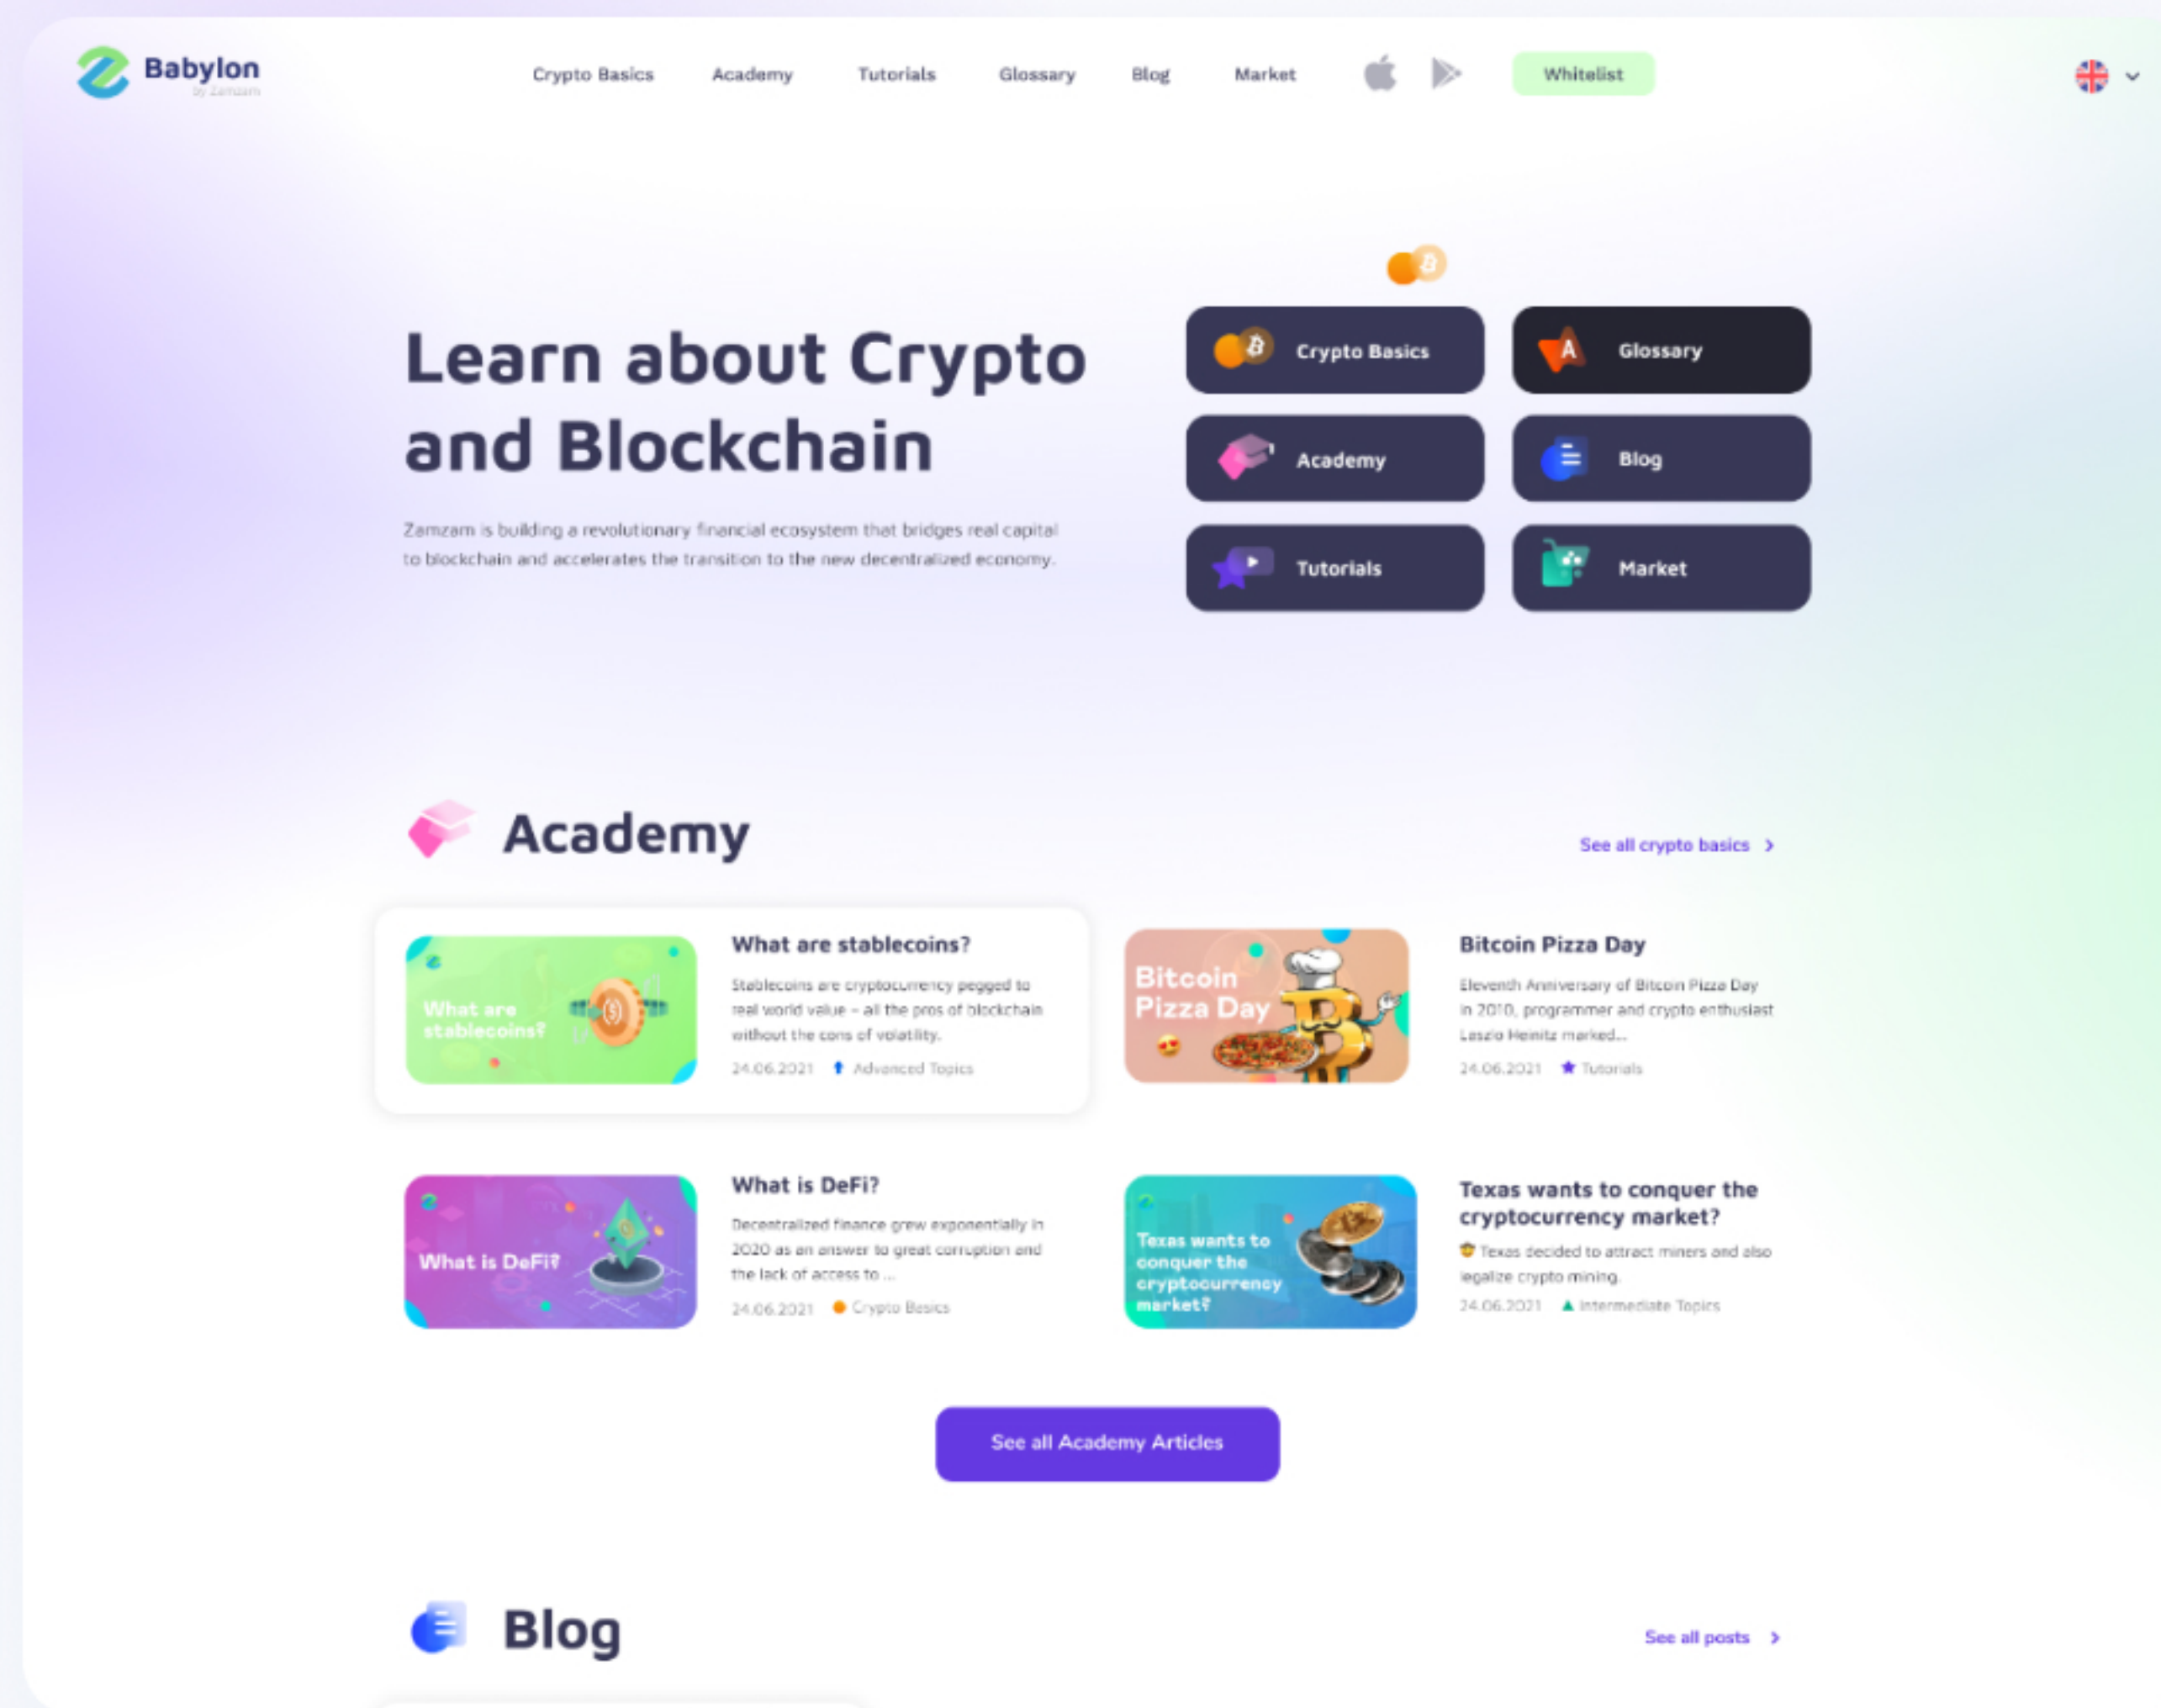 Babylon
by Zamzam
Crypto Basics
Academy
Tutorials
Glossary
Blog
Market
Whitelist
Learn about Crypto
and Blockchain
Zamzam is building a revolutionary financial ecosystem that bridges real capital
to blockchain and accelerates the transition to the new decentralized economy.
Crypto Basics
A
Glossary
Academy
Blog
Tutorials
Market
Academy
See all crypto basics
What are
stablecoins?
What are stablecoins?
Stablecoins are cryptocurrency pegged to
real world value – all the pros of blockchain
without the cons of volatility.
24.06.2021
Advanced Topics
Bitcoin
Pizza Day
Bitcoin Pizza Day
Eleventh Anniversary of Bitcoin Pizza Day
In 2010, programmer and crypto enthusiast
Laszlo Heinitz marked...
24.06.2021
Tutorials
What is DeFi?
What is DeFi?
Decentralized finance grew exponentially in
2020 as an answer to great corruption and
the lack of access to ...
24.06.2021
Crypto Basics
Texas wants to
conquer the
cryptocurrency
market?
Texas wants to conquer the
cryptocurrency market?
Texas decided to attract miners and also
legalize crypto mining.
24.06.2021
Intermediate Topics
See all Academy Articles
Blog
See all posts